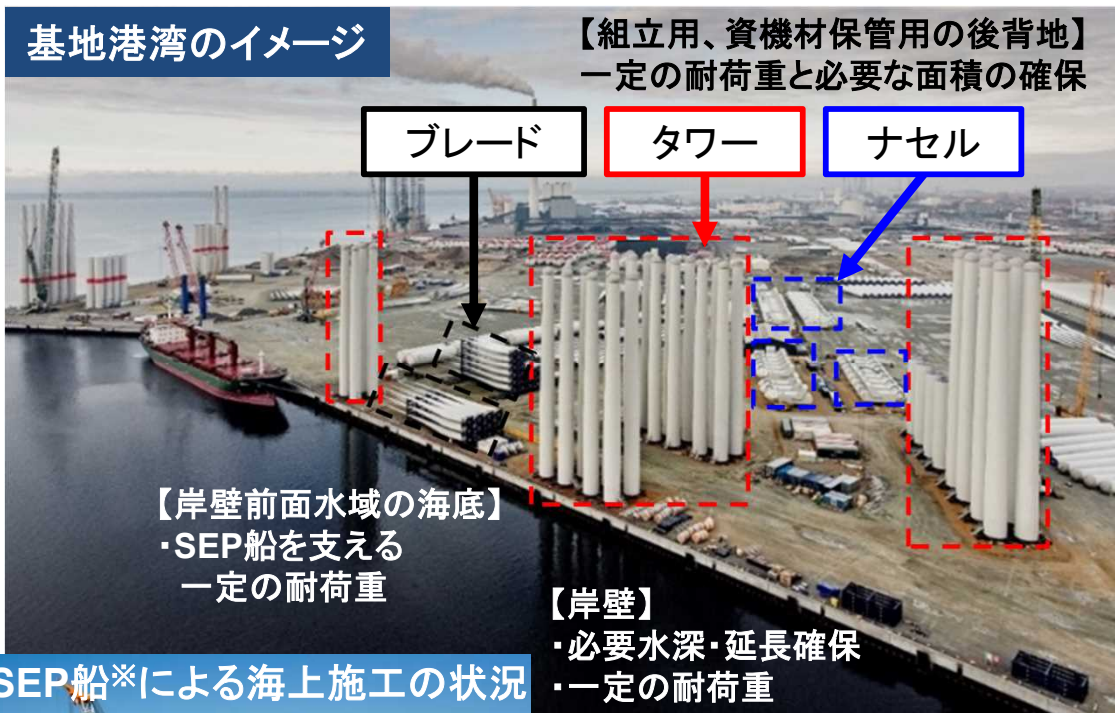 基地港湾のイメージ
【組立用、資機材保管用の後背地】
一定の耐荷重と必要な面積の確保
ブレード
タワー
ナセル
【岸壁前面水域の海底】
・SEP船を支える
一定の耐荷重
【岸壁】
・必要水深・延長確保
・一定の耐荷重
SEP船※による海上施工の状況